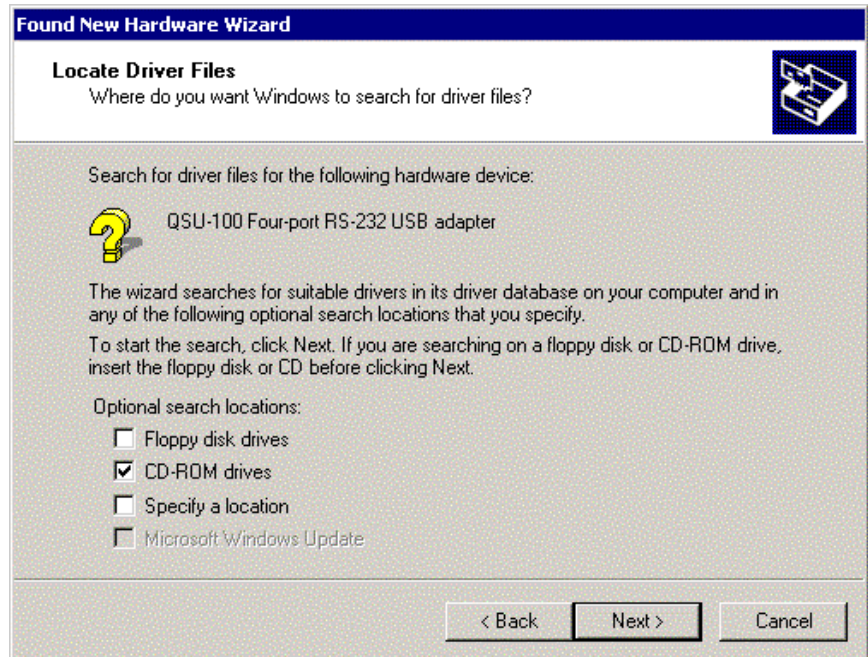 Found New Hardware Wizard
Locate Driver Files
Where do you want Windows to search for driver files?
Search for driver files for the following hardware device:
QSU-100 Four-port RS-232 USB adapter
The wizard searches for suitable drivers in its driver database on your computer and in
any of the following optional search locations that you specify.
To start the search, click Next. If you are searching on a floppy disk or CD-ROM drive,
insert the floppy disk or CD before clicking Next.
Optional search locations:
Floppy disk drives
CD-ROM drives
Specify a location
Microsoft Windows Update
< Back Next > Cancel